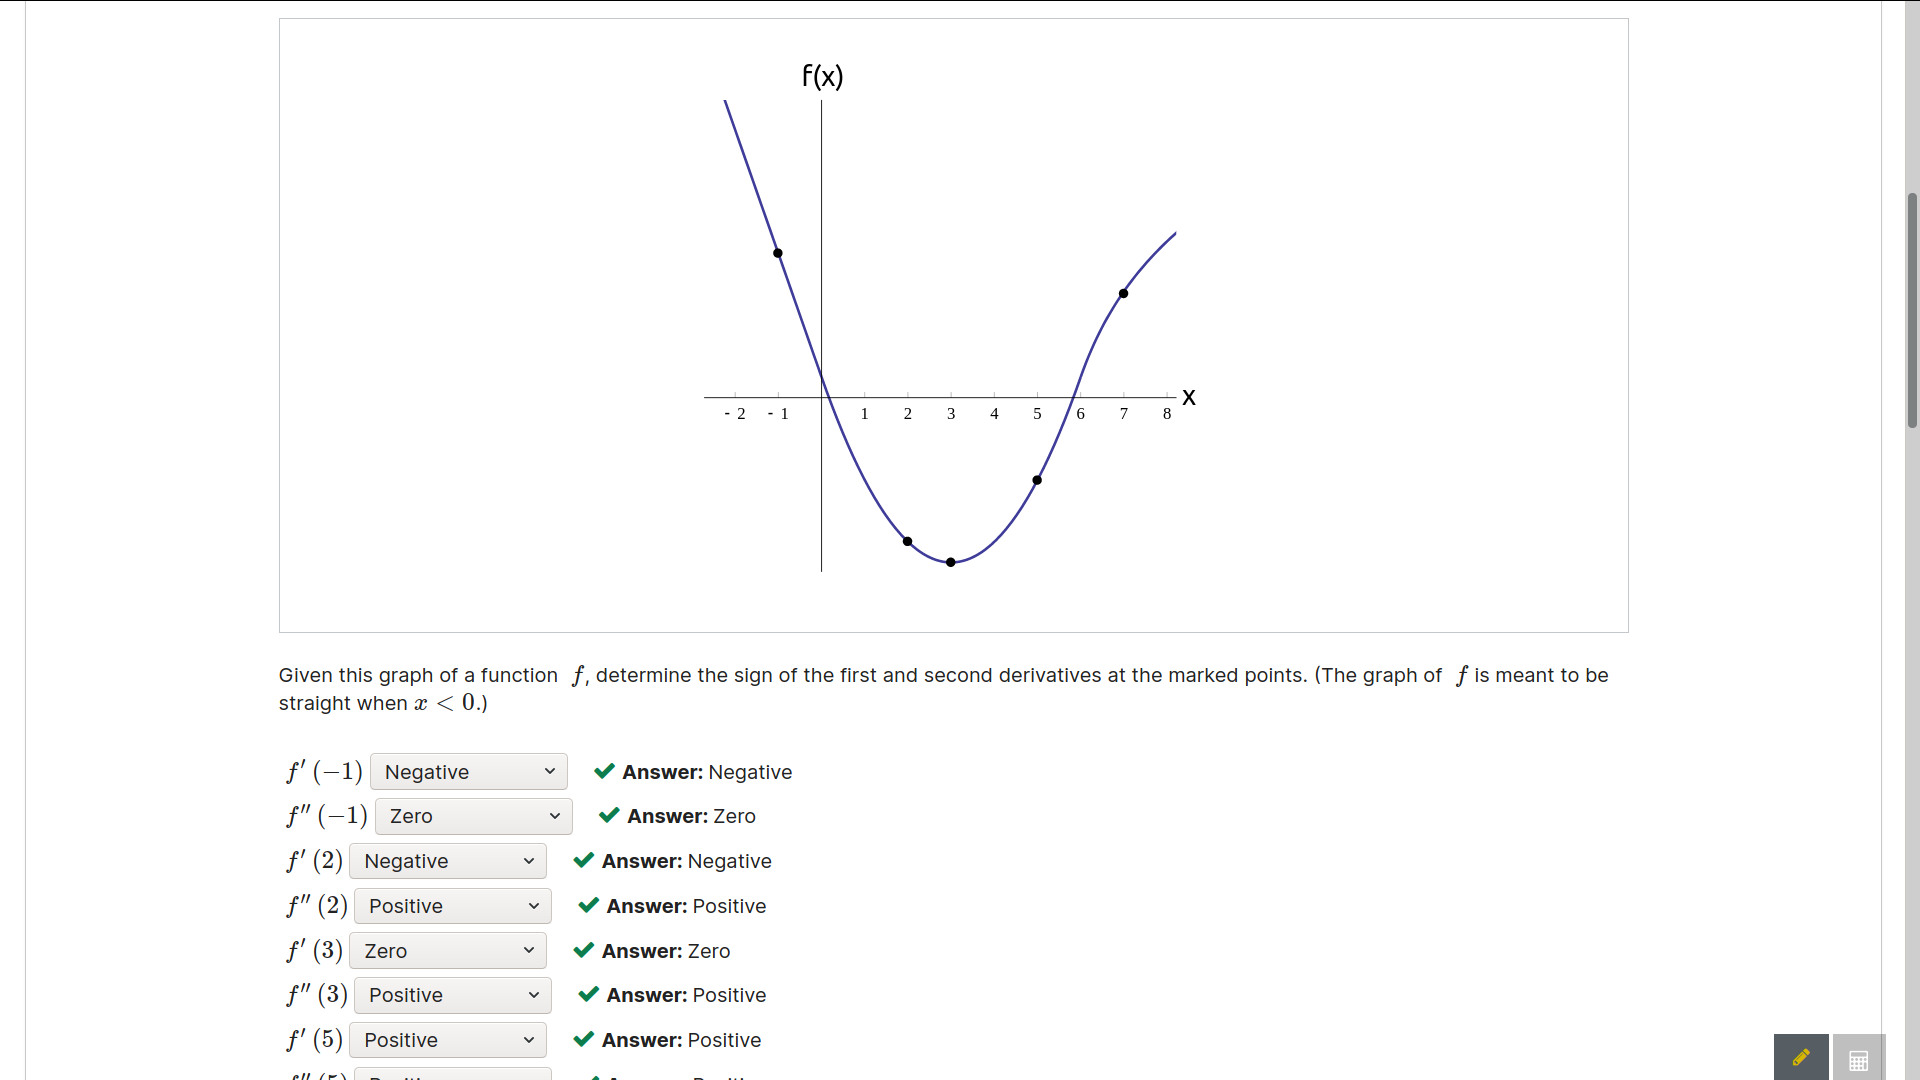 f(x)
x
- 2 - 1 1 2 3 4 5 6 7 8
Given this graph of a function f, determine the sign of the first and second derivatives at the marked points. (The graph of f is meant to be
straight when x < 0.)
f′ (−1) Negative Answer: Negative
f″ (−1) Zero Answer: Zero
f′ (2) Negative Answer: Negative
f″ (2) Positive Answer: Positive
f′ (3) Zero Answer: Zero
f″ (3) Positive Answer: Positive
f′ (5) Positive Answer: Positive